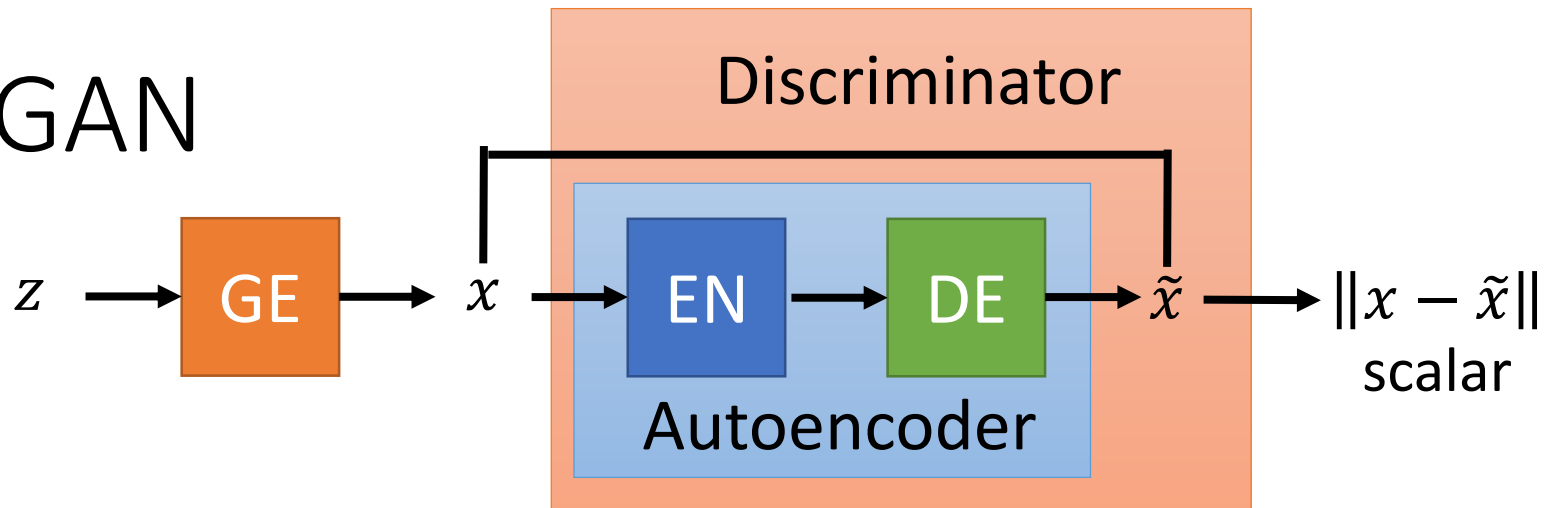 GAN
Discriminator
z
GE
x
EN
DE
x̃
‖x − x̃‖
scalar
Autoencoder